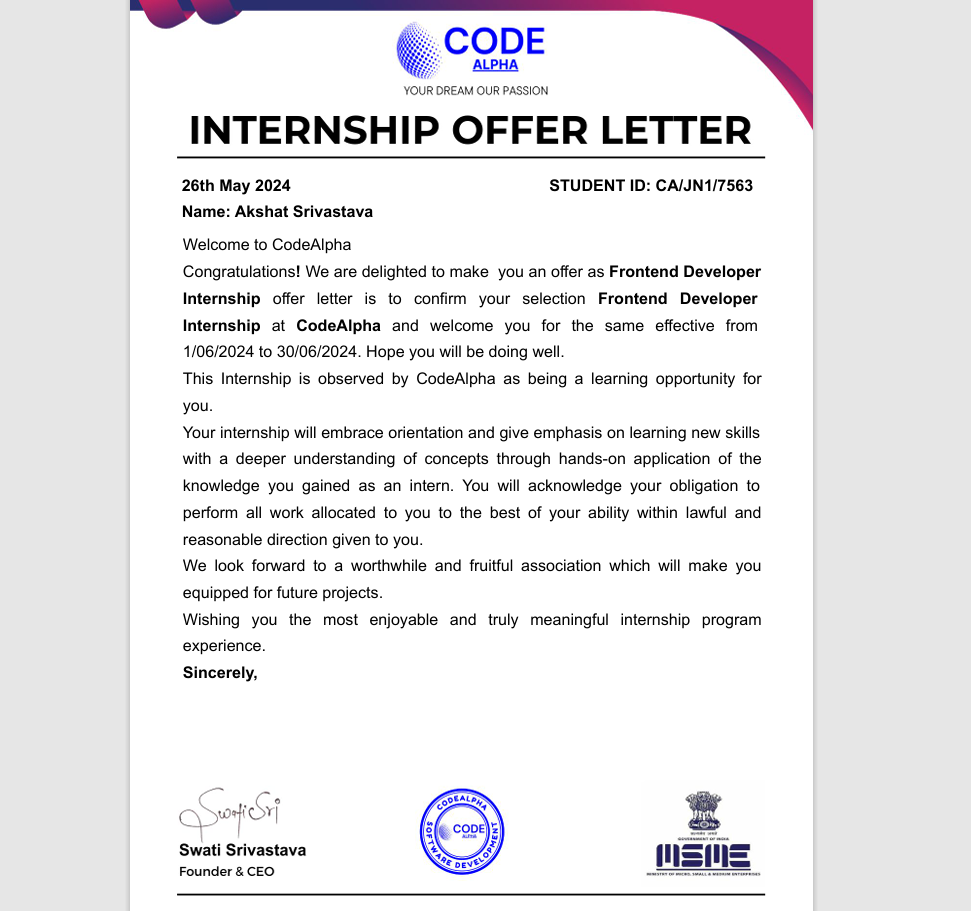 CODE
ALPHA
YOUR DREAM OUR PASSION
INTERNSHIP OFFER LETTER
26th May 2024 STUDENT ID: CA/JN1/7563
Name: Akshat Srivastava
Welcome to CodeAlpha
Congratulations! We are delighted to make you an offer as Frontend Developer
Internship offer letter is to confirm your selection Frontend Developer
Internship at CodeAlpha and welcome you for the same effective from
1/06/2024 to 30/06/2024. Hope you will be doing well.
This Internship is observed by CodeAlpha as being a learning opportunity for
you.
Your internship will embrace orientation and give emphasis on learning new skills
with a deeper understanding of concepts through hands-on application of the
knowledge you gained as an intern. You will acknowledge your obligation to
perform all work allocated to you to the best of your ability within lawful and
reasonable direction given to you.
We look forward to a worthwhile and fruitful association which will make you
equipped for future projects.
Wishing you the most enjoyable and truly meaningful internship program
experience.
Sincerely,
Swati Sri
Swati Srivastava
Founder & CEO
CODEALPHA
CODE
ALPHA
SOFTWARE DEVELOPMENT
GOVERNMENT OF INDIA
MSME
MINISTRY OF MICRO, SMALL & MEDIUM ENTERPRISES